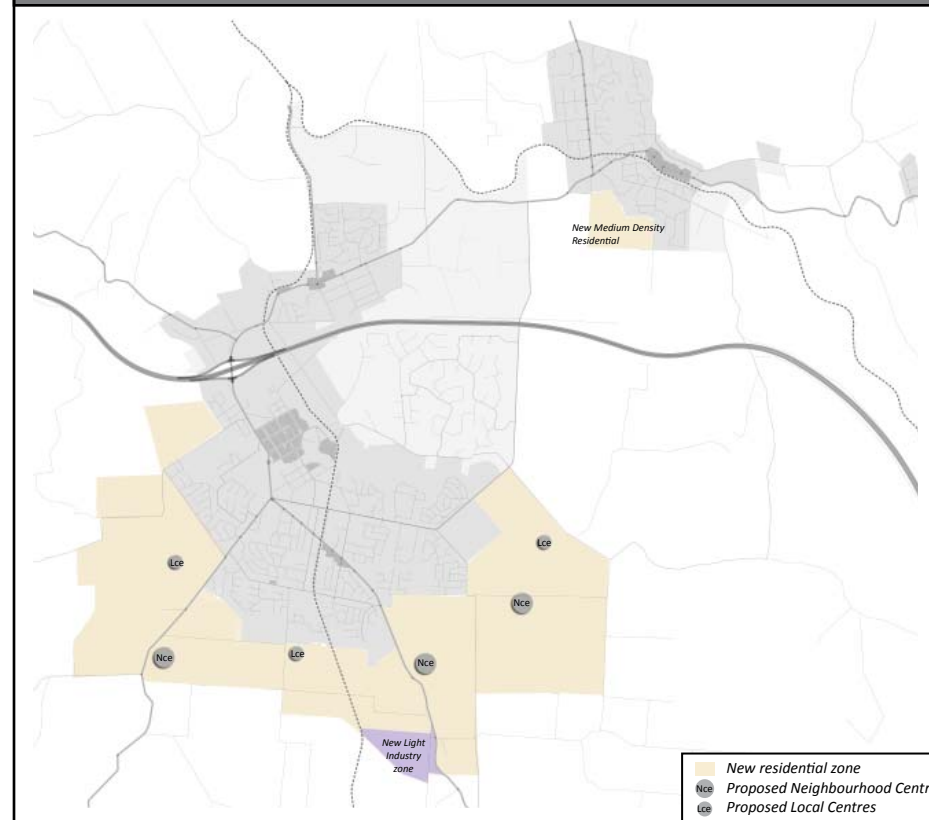 New Medium Density
Residential
Lce
Lce
Nce
Nce
Lce
Nce
New Light
Industry
zone
New residential zone
Nce Proposed Neighbourhood Centr
Lce Proposed Local Centres